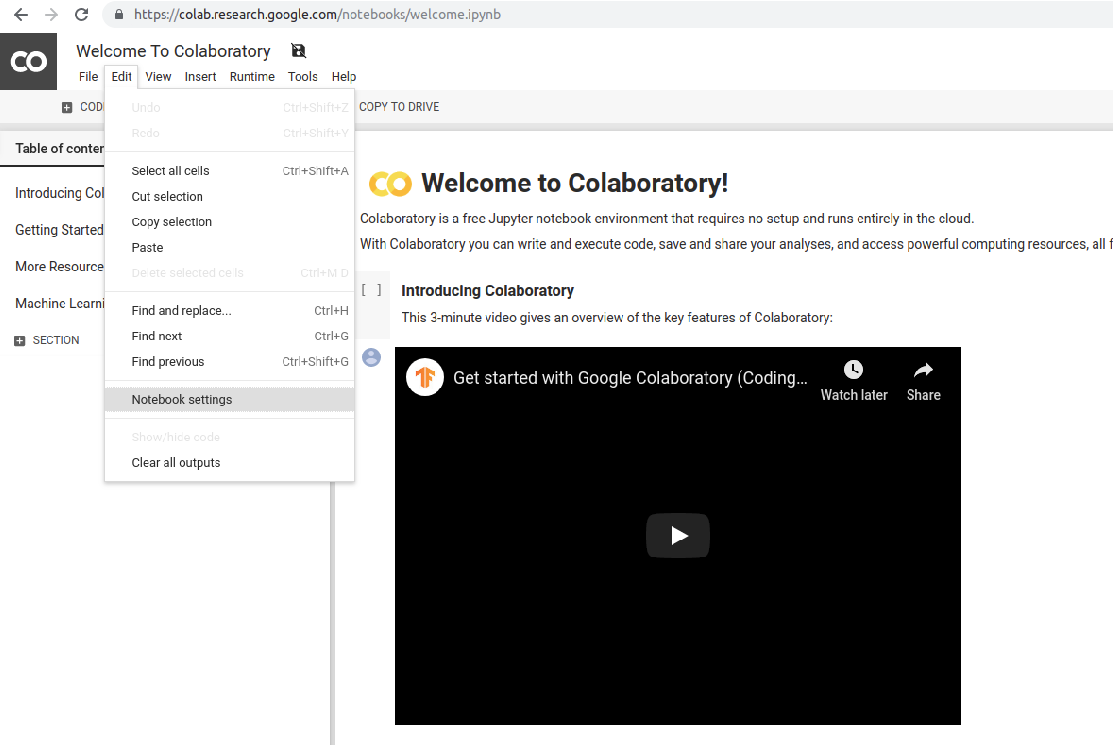 https://colab.research.google.com/notebooks/welcome.ipynb
CO
Welcome To Colaboratory
File Edit View Insert Runtime Tools Help
COD
COPY TO DRIVE
Undo Ctrl+Shift+Z
Redo Ctrl+Shift+Y
Select all cells Ctrl+Shift+A
Cut selection
Copy selection
Paste
Delete selected cells Ctrl+M D
Find and replace... Ctrl+H
Find next Ctrl+G
Find previous Ctrl+Shift+G
Notebook settings
Show/hide code
Clear all outputs
Table of conter
Introducing Col
Getting Started
More Resource
Machine Learni
SECTION
CO Welcome to Colaboratory!
Colaboratory is a free Jupyter notebook environment that requires no setup and runs entirely in the cloud.
With Colaboratory you can write and execute code, save and share your analyses, and access powerful computing resources, all f
[ ] Introducing Colaboratory
This 3-minute video gives an overview of the key features of Colaboratory:
Get started with Google Colaboratory (Coding...
Watch later Share